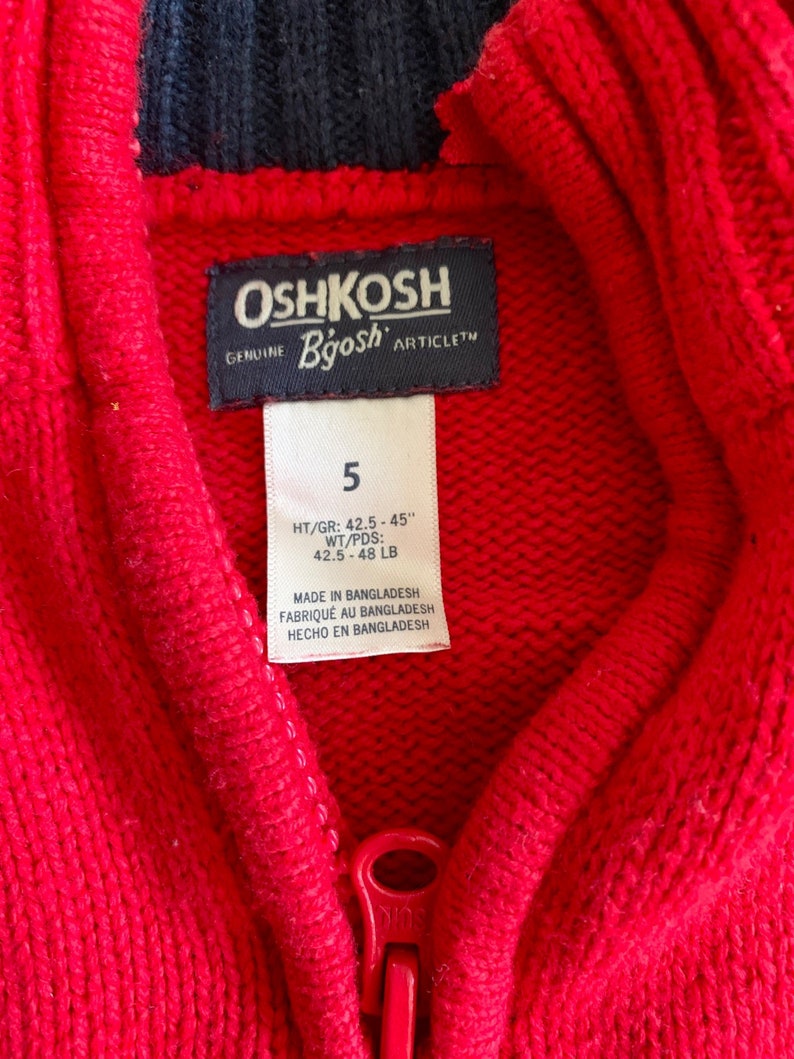 OSHKOSH
GENUINE B'gosh ARTICLE™
5
HT/GR: 42.5 - 45"
WT/PDS:
42.5 - 48 LB
MADE IN BANGLADESH
FABRIQUÉ AU BANGLADESH
HECHO EN BANGLADESH